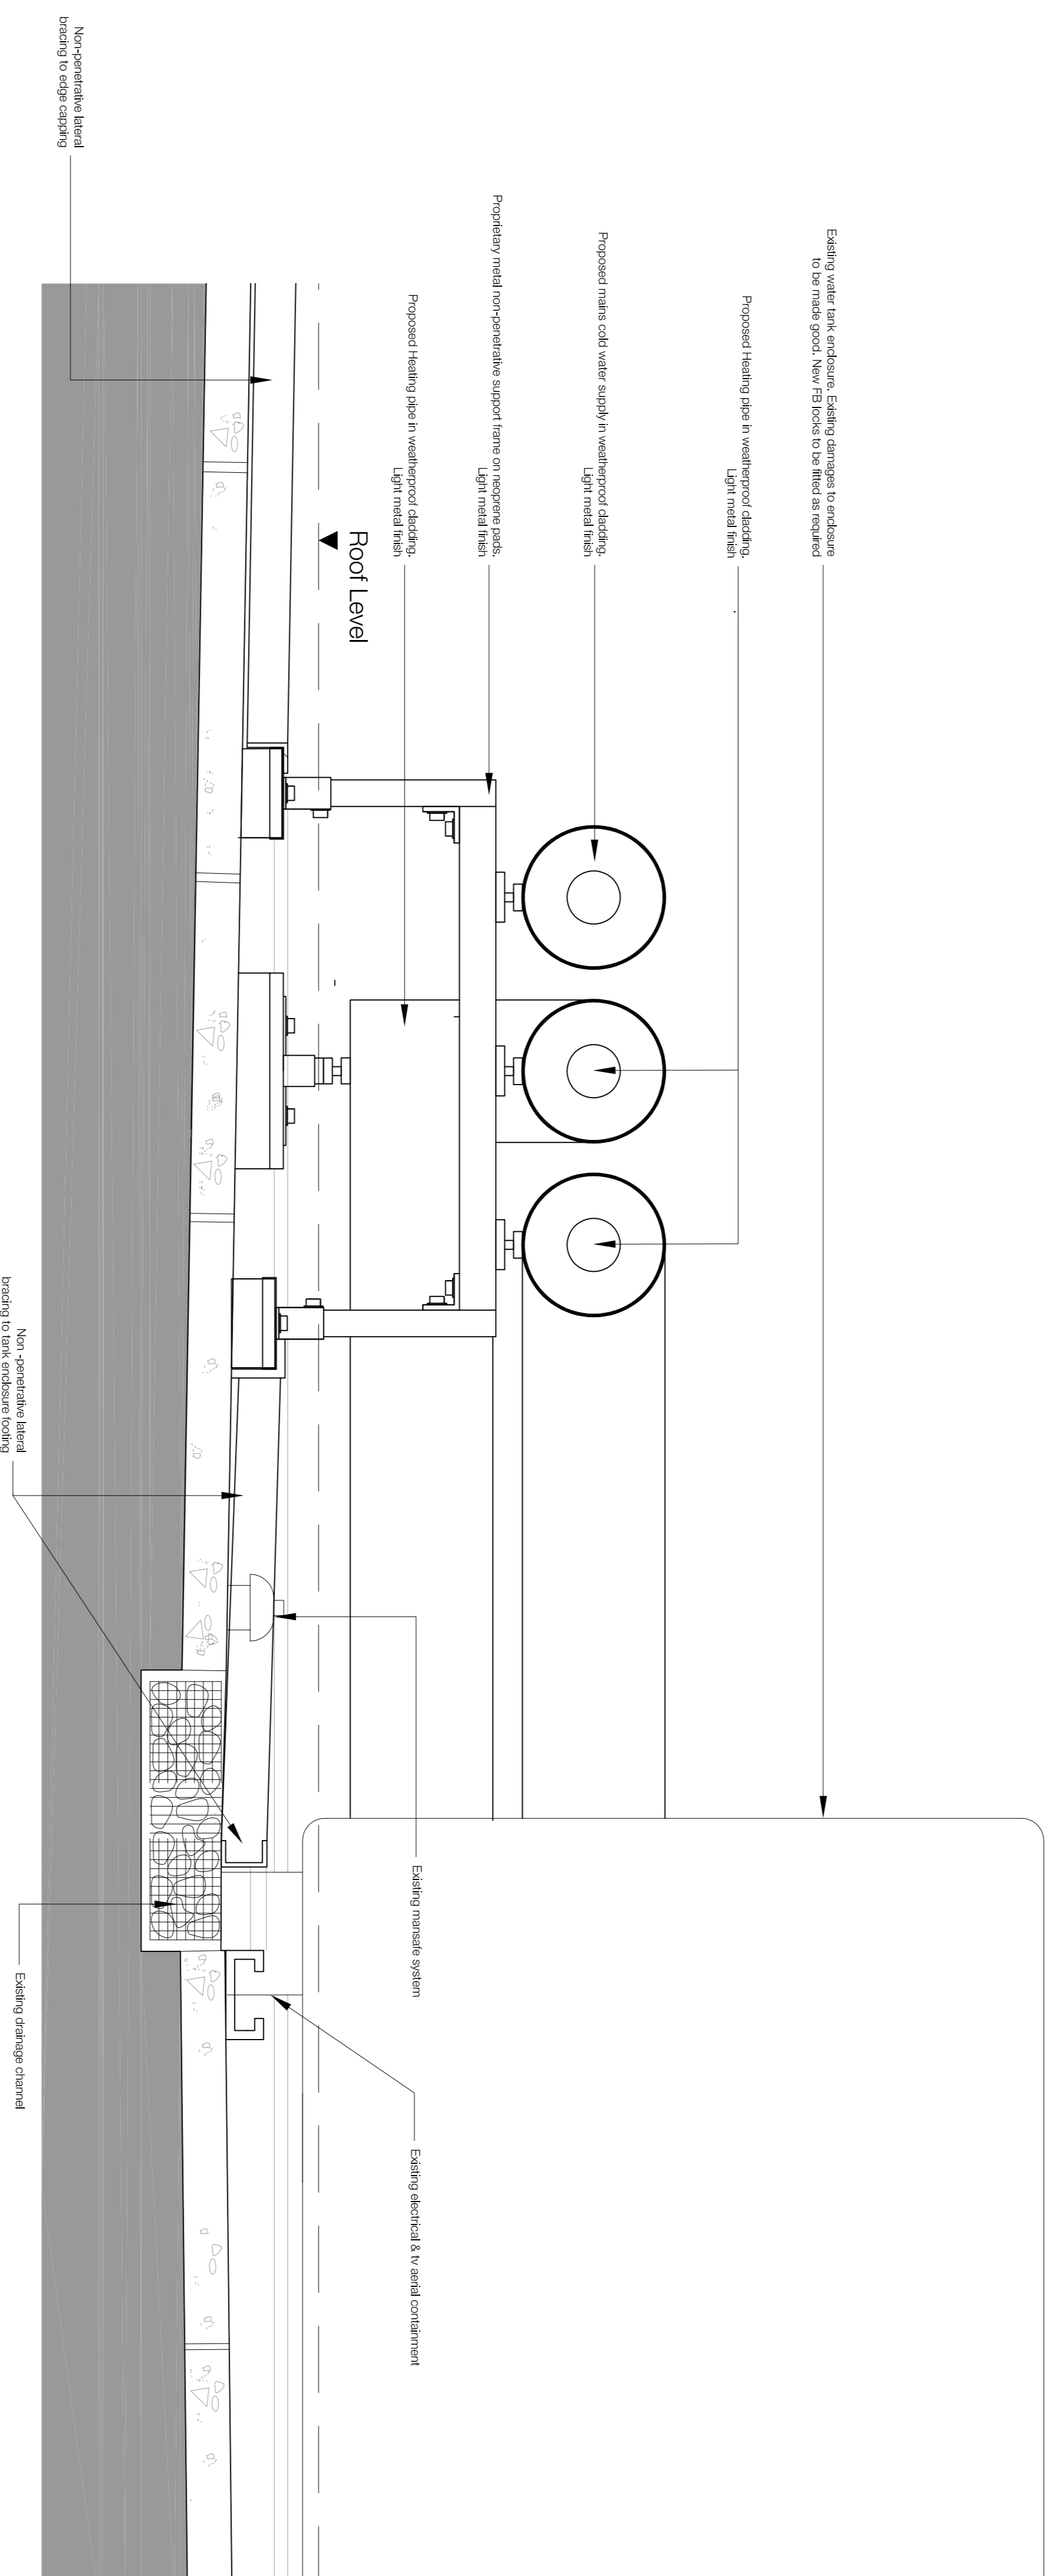 Existing water tank enclosure. Existing damages to enclosure
to be made good. New FB locks to be fitted as required
Proposed Heating pipe in weatherproof cladding.
Light metal finish
Proposed mains cold water supply in weatherproof cladding.
Light metal finish
Proprietary metal non-penetrative support frame on neoprene pads.
Light metal finish
Proposed Heating pipe in weatherproof cladding.
Light metal finish
Roof Level
Non-penetrative lateral
bracing to edge capping
Existing mansafe system
Existing electrical & tv aerial containment
Non -penetrative lateral
bracing to tank enclosure footing
Existing drainage channel